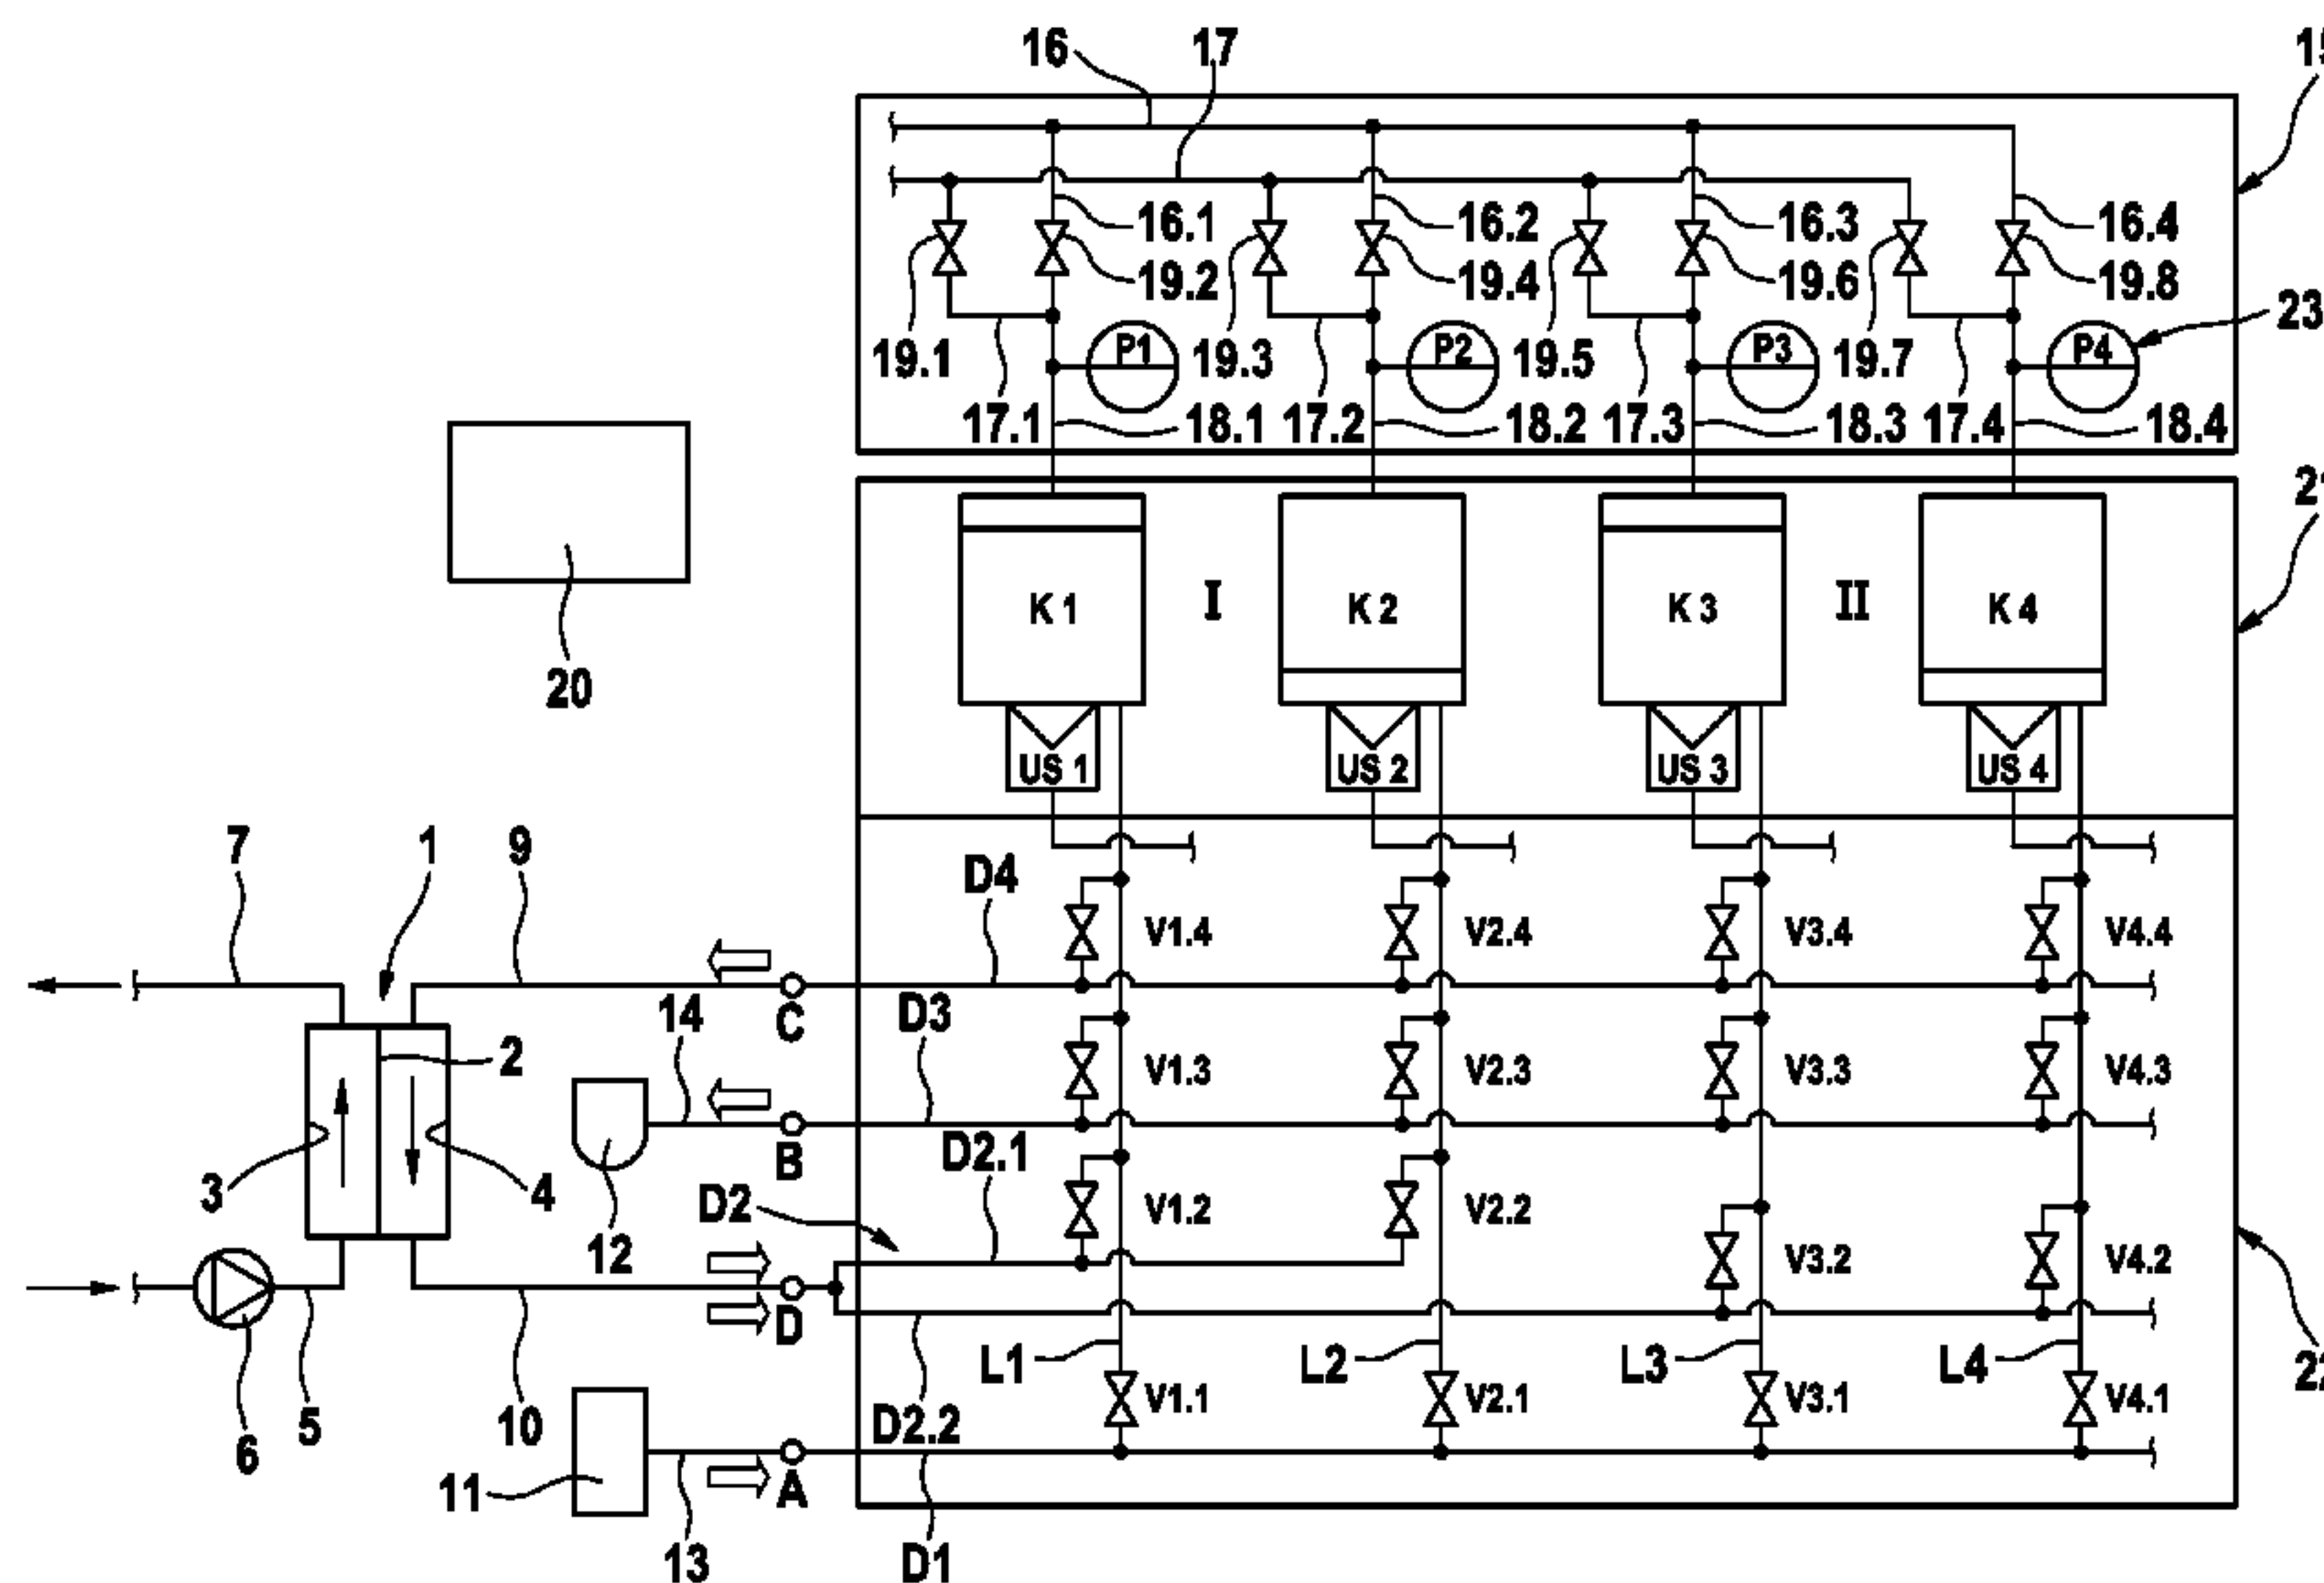 16 17
16.1 16.2 16.3 16.4
19.2 19.4 19.6 19.8
23
19.1 P1 19.3 P2 19.5 P3 19.7 P4
17.1 18.1 17.2 18.2 17.3 18.3 17.4 18.4
K 1 I K 2 K 3 II K 4
20
US 1 US 2 US 3 US 4
7 1 9 D4
V1.4 V2.4 V3.4 V4.4
14 C D3
2 V1.3 V2.3 V3.3 V4.3
B D2.1
3 4 D2 V1.2 V2.2
12 V3.2 V4.2
D
L1 L2 L3 L4
V1.1 V2.1 V3.1 V4.1
6 5 10 D2.2
11 A
13 D1